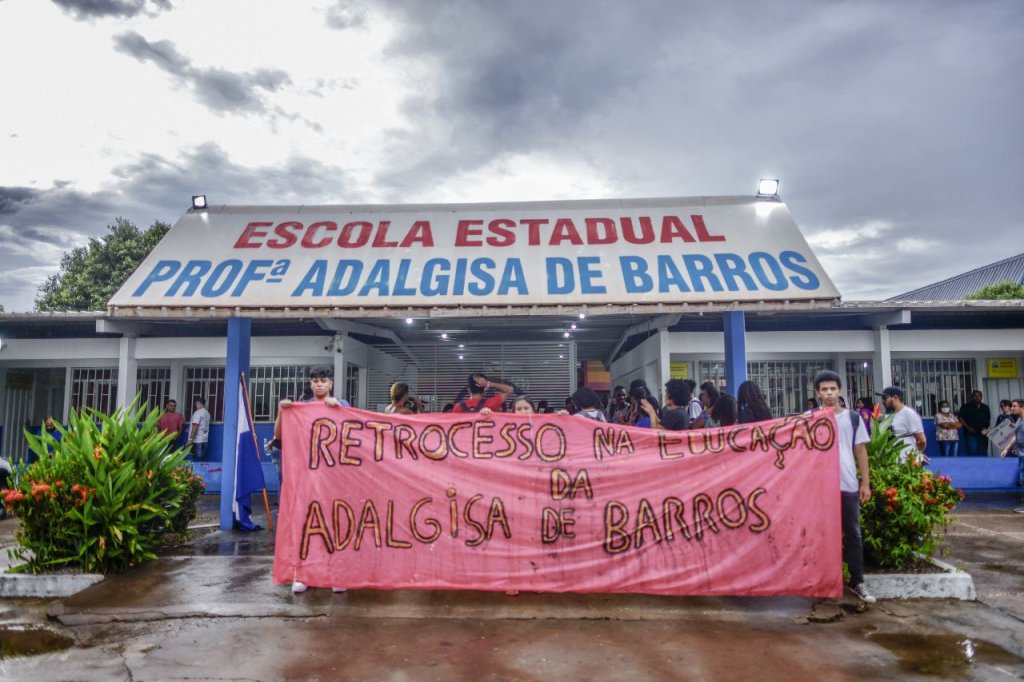 ESCOLA ESTADUAL
PROFª ADALGISA DE BARROS
RETROCESSO NA EDUCAÇÃO
DA
ADALGiSA DE BARROS